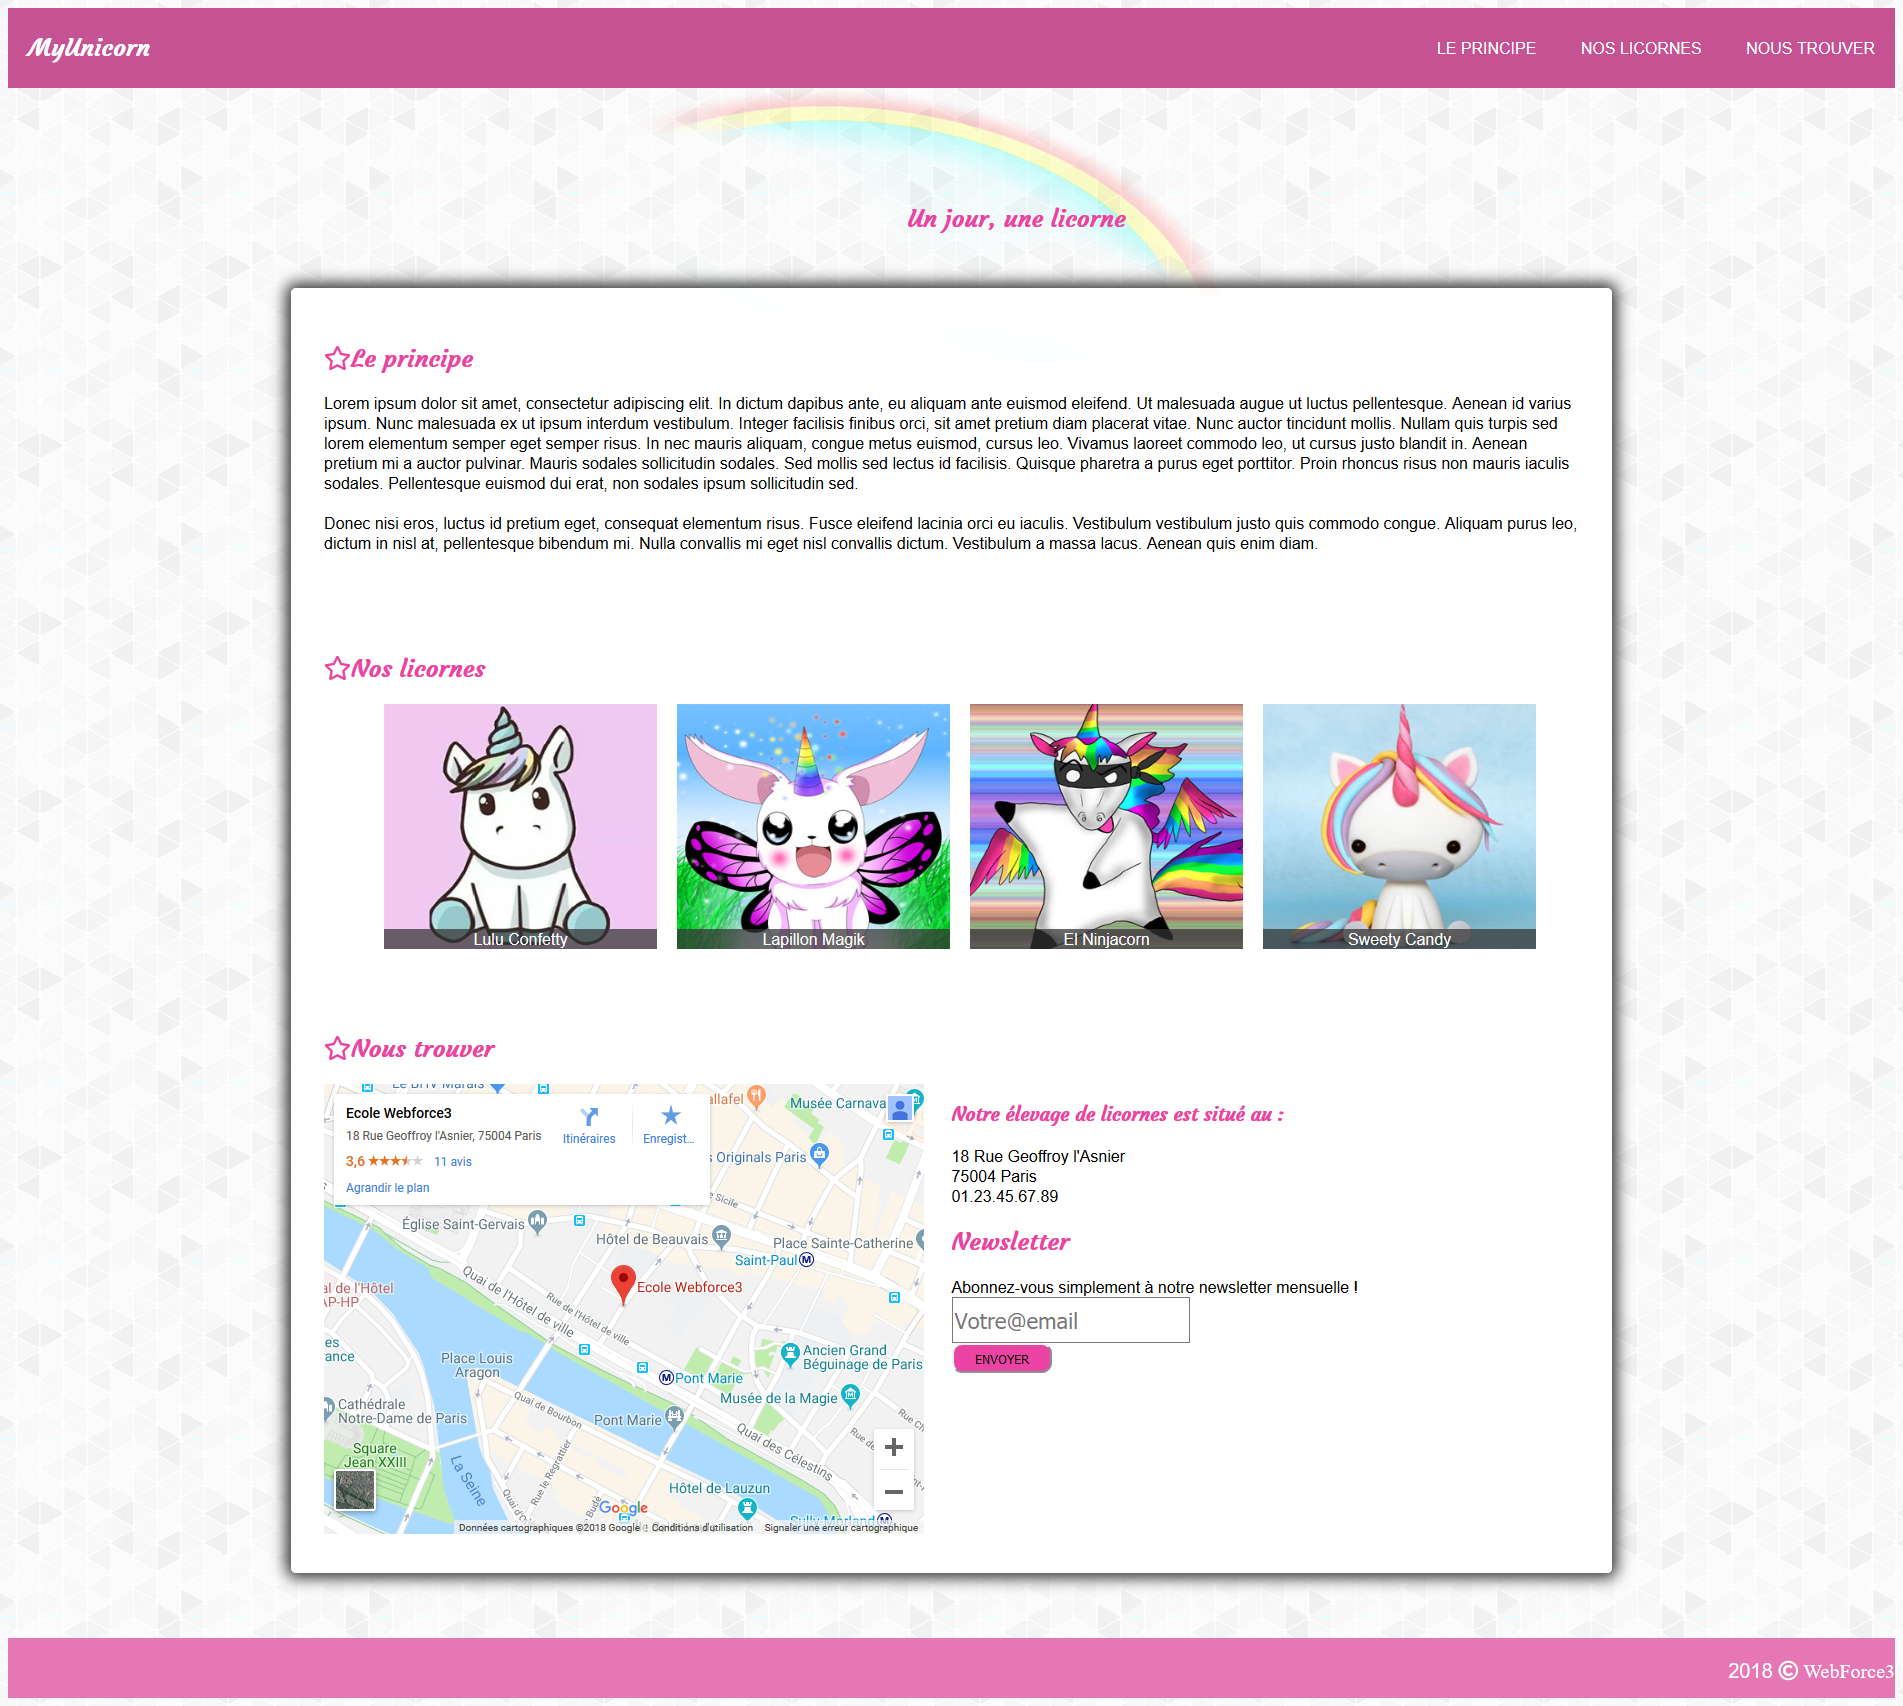 MyUnicorn
LE PRINCIPE NOS LICORNES NOUS TROUVER
Un jour, une licorne
Le principe
Lorem ipsum dolor sit amet, consectetur adipiscing elit. In dictum dapibus ante, eu aliquam ante euismod eleifend. Ut malesuada augue ut luctus pellentesque. Aenean id varius
ipsum. Nunc malesuada ex ut ipsum interdum vestibulum. Integer facilisis finibus orci, sit amet pretium diam placerat vitae. Nunc auctor tincidunt mollis. Nullam quis turpis sed
lorem elementum semper eget semper risus. In nec mauris aliquam, congue metus euismod, cursus leo. Vivamus laoreet commodo leo, ut cursus justo blandit in. Aenean
pretium mi a auctor pulvinar. Mauris sodales sollicitudin sodales. Sed mollis sed lectus id facilisis. Quisque pharetra a purus eget porttitor. Proin rhoncus risus non mauris iaculis
sodales. Pellentesque euismod dui erat, non sodales ipsum sollicitudin sed.
Donec nisi eros, luctus id pretium eget, consequat elementum risus. Fusce eleifend lacinia orci eu iaculis. Vestibulum vestibulum justo quis commodo congue. Aliquam purus leo,
dictum in nisl at, pellentesque bibendum mi. Nulla convallis mi eget nisl convallis dictum. Vestibulum a massa lacus. Aenean quis enim diam.
Nos licornes
Lulu Confetty
Lapillon Magik
El Ninjacorn
Sweety Candy
Nous trouver
Le BHV Marais
Ecole Webforce3
18 Rue Geoffroy l'Asnier, 75004 Paris
3,6 11 avis
Agrandir le plan
Itinéraires
Enregist...
allafel
Musée Carnava
s Originals Paris
e Sicile
Église Saint-Gervais
Hôtel de Beauvais
Place Sainte-Catherine
Saint-Paul
al de l'Hôtel
AP-HP
Quai de l'Hôtel de ville
Rue de l'Hôtel de ville
Ecole Webforce3
es
ance
Place Louis
Aragon
Ancien Grand
Béguinage de Paris
Pont Marie
Musée de la Magie
Cathédrale
Notre-Dame de Paris
Quai de Bourbon
Pont Marie
Rue Ch
Rue de
Quai des Célestins
Square
Jean XXIII
La Seine
Rue le Regrattier
Quai d'O
Budé
Hôtel de Lauzun
Sully-Morland
Google
Données cartographiques ©2018 Google Conditions d'utilisation Signaler une erreur cartographique
Notre élevage de licornes est situé au :
18 Rue Geoffroy l'Asnier
75004 Paris
01.23.45.67.89
Newsletter
Abonnez-vous simplement à notre newsletter mensuelle !
Votre@email
ENVOYER
2018 © WebForce3